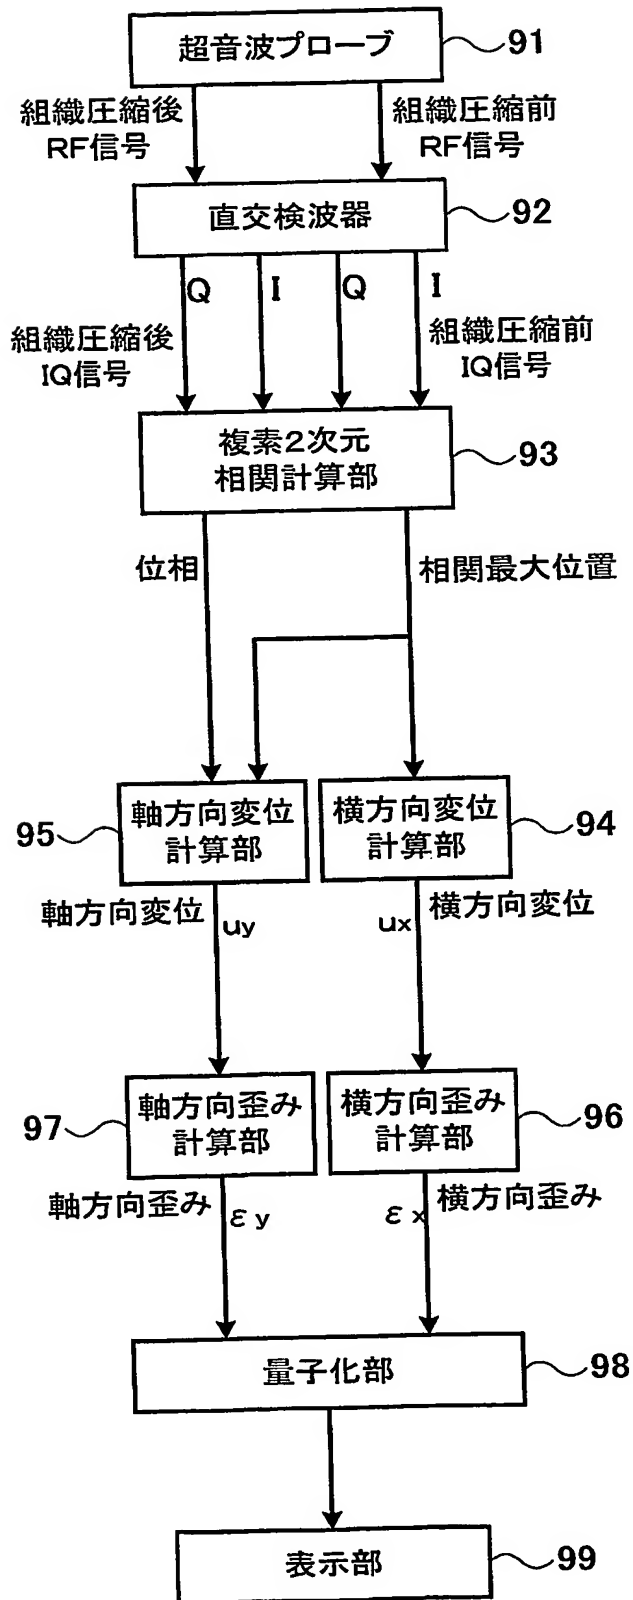 超音波プローブ
91
組織圧縮後
RF信号
組織圧縮前
RF信号
直交検波器
92
Q
I
Q
I
組織圧縮後
IQ信号
組織圧縮前
IQ信号
複素2次元
相関計算部
93
位相
相関最大位置
95
軸方向変位
計算部
横方向変位
計算部
94
軸方向変位
uy
ux
横方向変位
97
軸方向歪み
計算部
横方向歪み
計算部
96
軸方向歪み
εy
εx
横方向歪み
量子化部
98
表示部
99